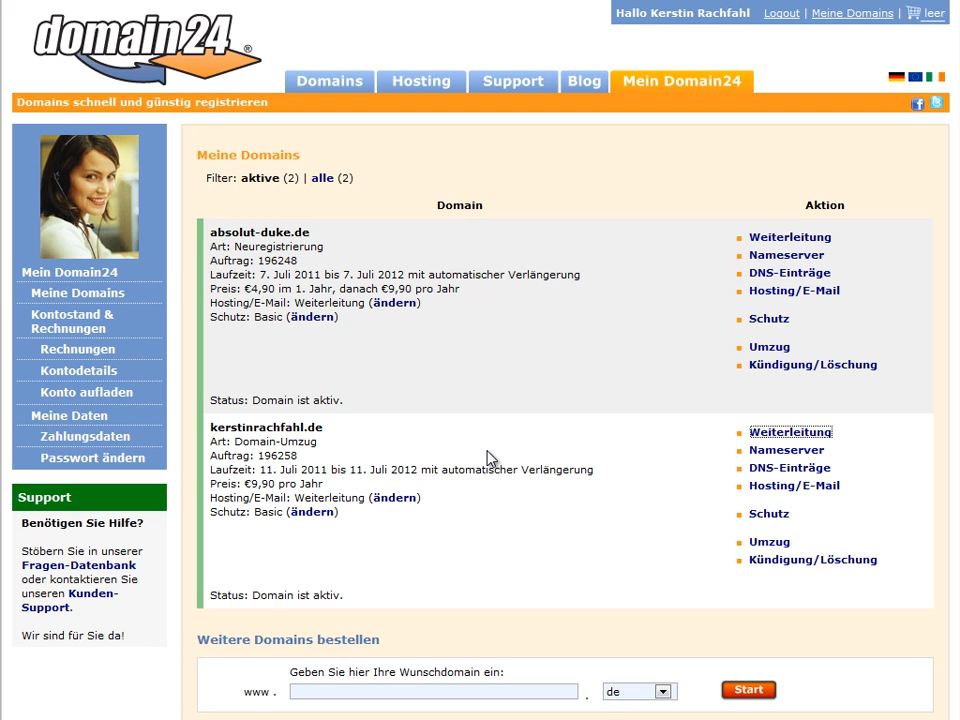 Hallo Kerstin Rachfahl Logout | Meine Domains | leer
domain24®
Domains Hosting Support Blog Mein Domain24
Domains schnell und günstig registrieren
Mein Domain24
Meine Domains
Kontostand &
Rechnungen
Rechnungen
Kontodetails
Konto aufladen
Meine Daten
Zahlungsdaten
Passwort ändern
Support
Benötigen Sie Hilfe?
Stöbern Sie in unserer
Fragen-Datenbank
oder kontaktieren Sie
unseren Kunden-
Support.
Wir sind für Sie da!
Meine Domains
Filter: aktive (2) | alle (2)
Domain Aktion
absolut-duke.de
Art: Neuregistrierung
Auftrag: 196248
Laufzeit: 7. Juli 2011 bis 7. Juli 2012 mit automatischer Verlängerung
Preis: €4,90 im 1. Jahr, danach €9,90 pro Jahr
Hosting/E-Mail: Weiterleitung (ändern)
Schutz: Basic (ändern)
Status: Domain ist aktiv.
Weiterleitung
Nameserver
DNS-Einträge
Hosting/E-Mail
Schutz
Umzug
Kündigung/Löschung
kerstinrachfahl.de
Art: Domain-Umzug
Auftrag: 196258
Laufzeit: 11. Juli 2011 bis 11. Juli 2012 mit automatischer Verlängerung
Preis: €9,90 pro Jahr
Hosting/E-Mail: Weiterleitung (ändern)
Schutz: Basic (ändern)
Status: Domain ist aktiv.
Weiterleitung
Nameserver
DNS-Einträge
Hosting/E-Mail
Schutz
Umzug
Kündigung/Löschung
Weitere Domains bestellen
Geben Sie hier Ihre Wunschdomain ein:
www . . de Start